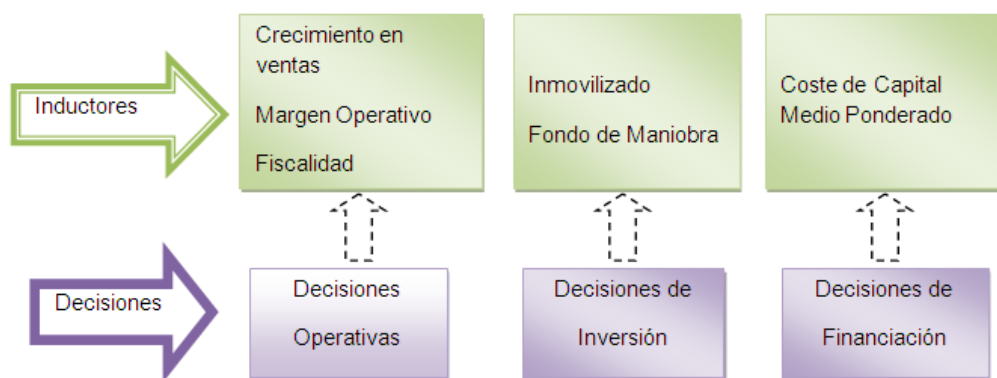 Inductores
Crecimiento en
ventas
Margen Operativo
Fiscalidad
Inmovilizado
Fondo de Maniobra
Coste de Capital
Medio Ponderado
Decisiones
Decisiones
Operativas
Decisiones de
Inversión
Decisiones de
Financiación